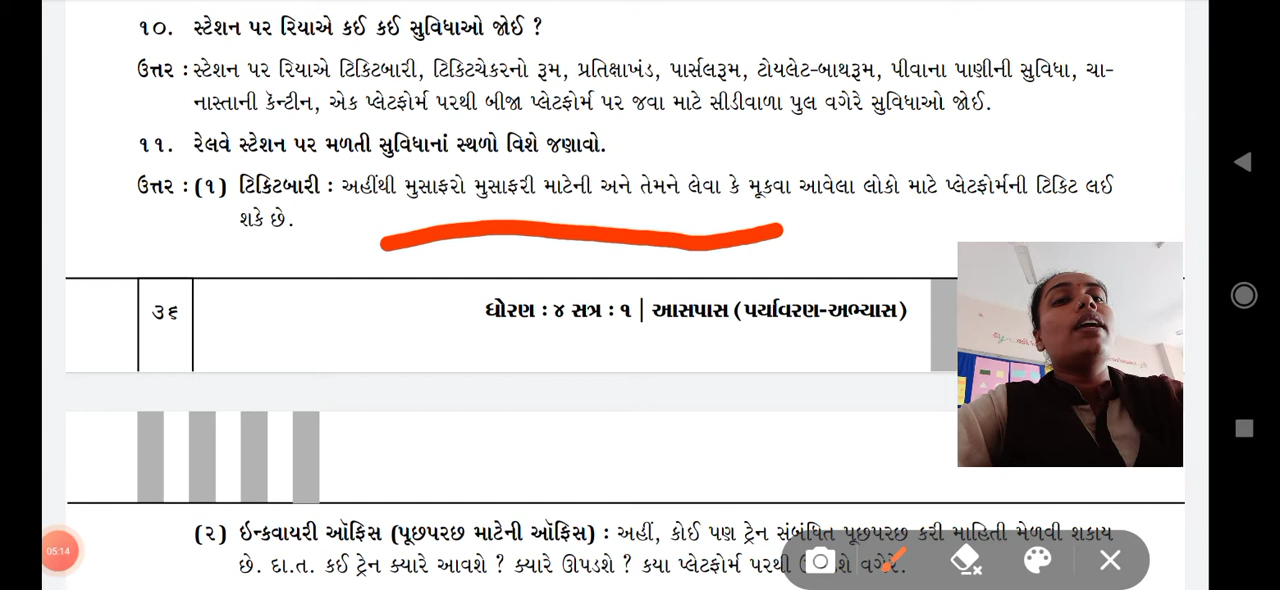 ૧૦. સ્ટેશન પર રિયાએ કઈ કઈ સુવિધાઓ જોઈ ?
ઉત્તર : સ્ટેશન પર રિયાએ ટિકિટબારી, ટિકિટચેકરનો રૂમ, પ્રતિક્ષાખંડ, પાર્સલરૂમ, ટોયલેટ-બાથરૂમ, પીવાના પાણીની સુવિધા, ચા-
નાસ્તાની કૅન્ટીન, એક પ્લેટફોર્મ પરથી બીજા પ્લેટફોર્મ પર જવા માટે સીડીવાળા પુલ વગેરે સુવિધાઓ જોઈ.
૧૧. રેલવે સ્ટેશન પર મળતી સુવિધાનાં સ્થળો વિશે જણાવો.
ઉત્તર : (૧) ટિકિટબારી : અહીંથી મુસાફરો મુસાફરી માટેની અને તેમને લેવા કે મૂકવા આવેલા લોકો માટે પ્લેટફોર્મની ટિકિટ લઈ
શકે છે.
૩૬
ધોરણ : ૪ સત્ર : ૧ | આસપાસ (પર્યાવરણ-અભ્યાસ)
(૨) ઇન્કવાયરી ઑફિસ (પૂછપરછ માટેની ઑફિસ) : અહીં, કોઈ પણ ટ્રેન સંબંધિત પૂછપરછ કરી માહિતી મેળવી શકાય
છે. દા.ત. કઈ ટ્રેન ક્યારે આવશે ? ક્યારે ઊપડશે ? કયા પ્લેટફોર્મ પરથી વગેરે.
05:14